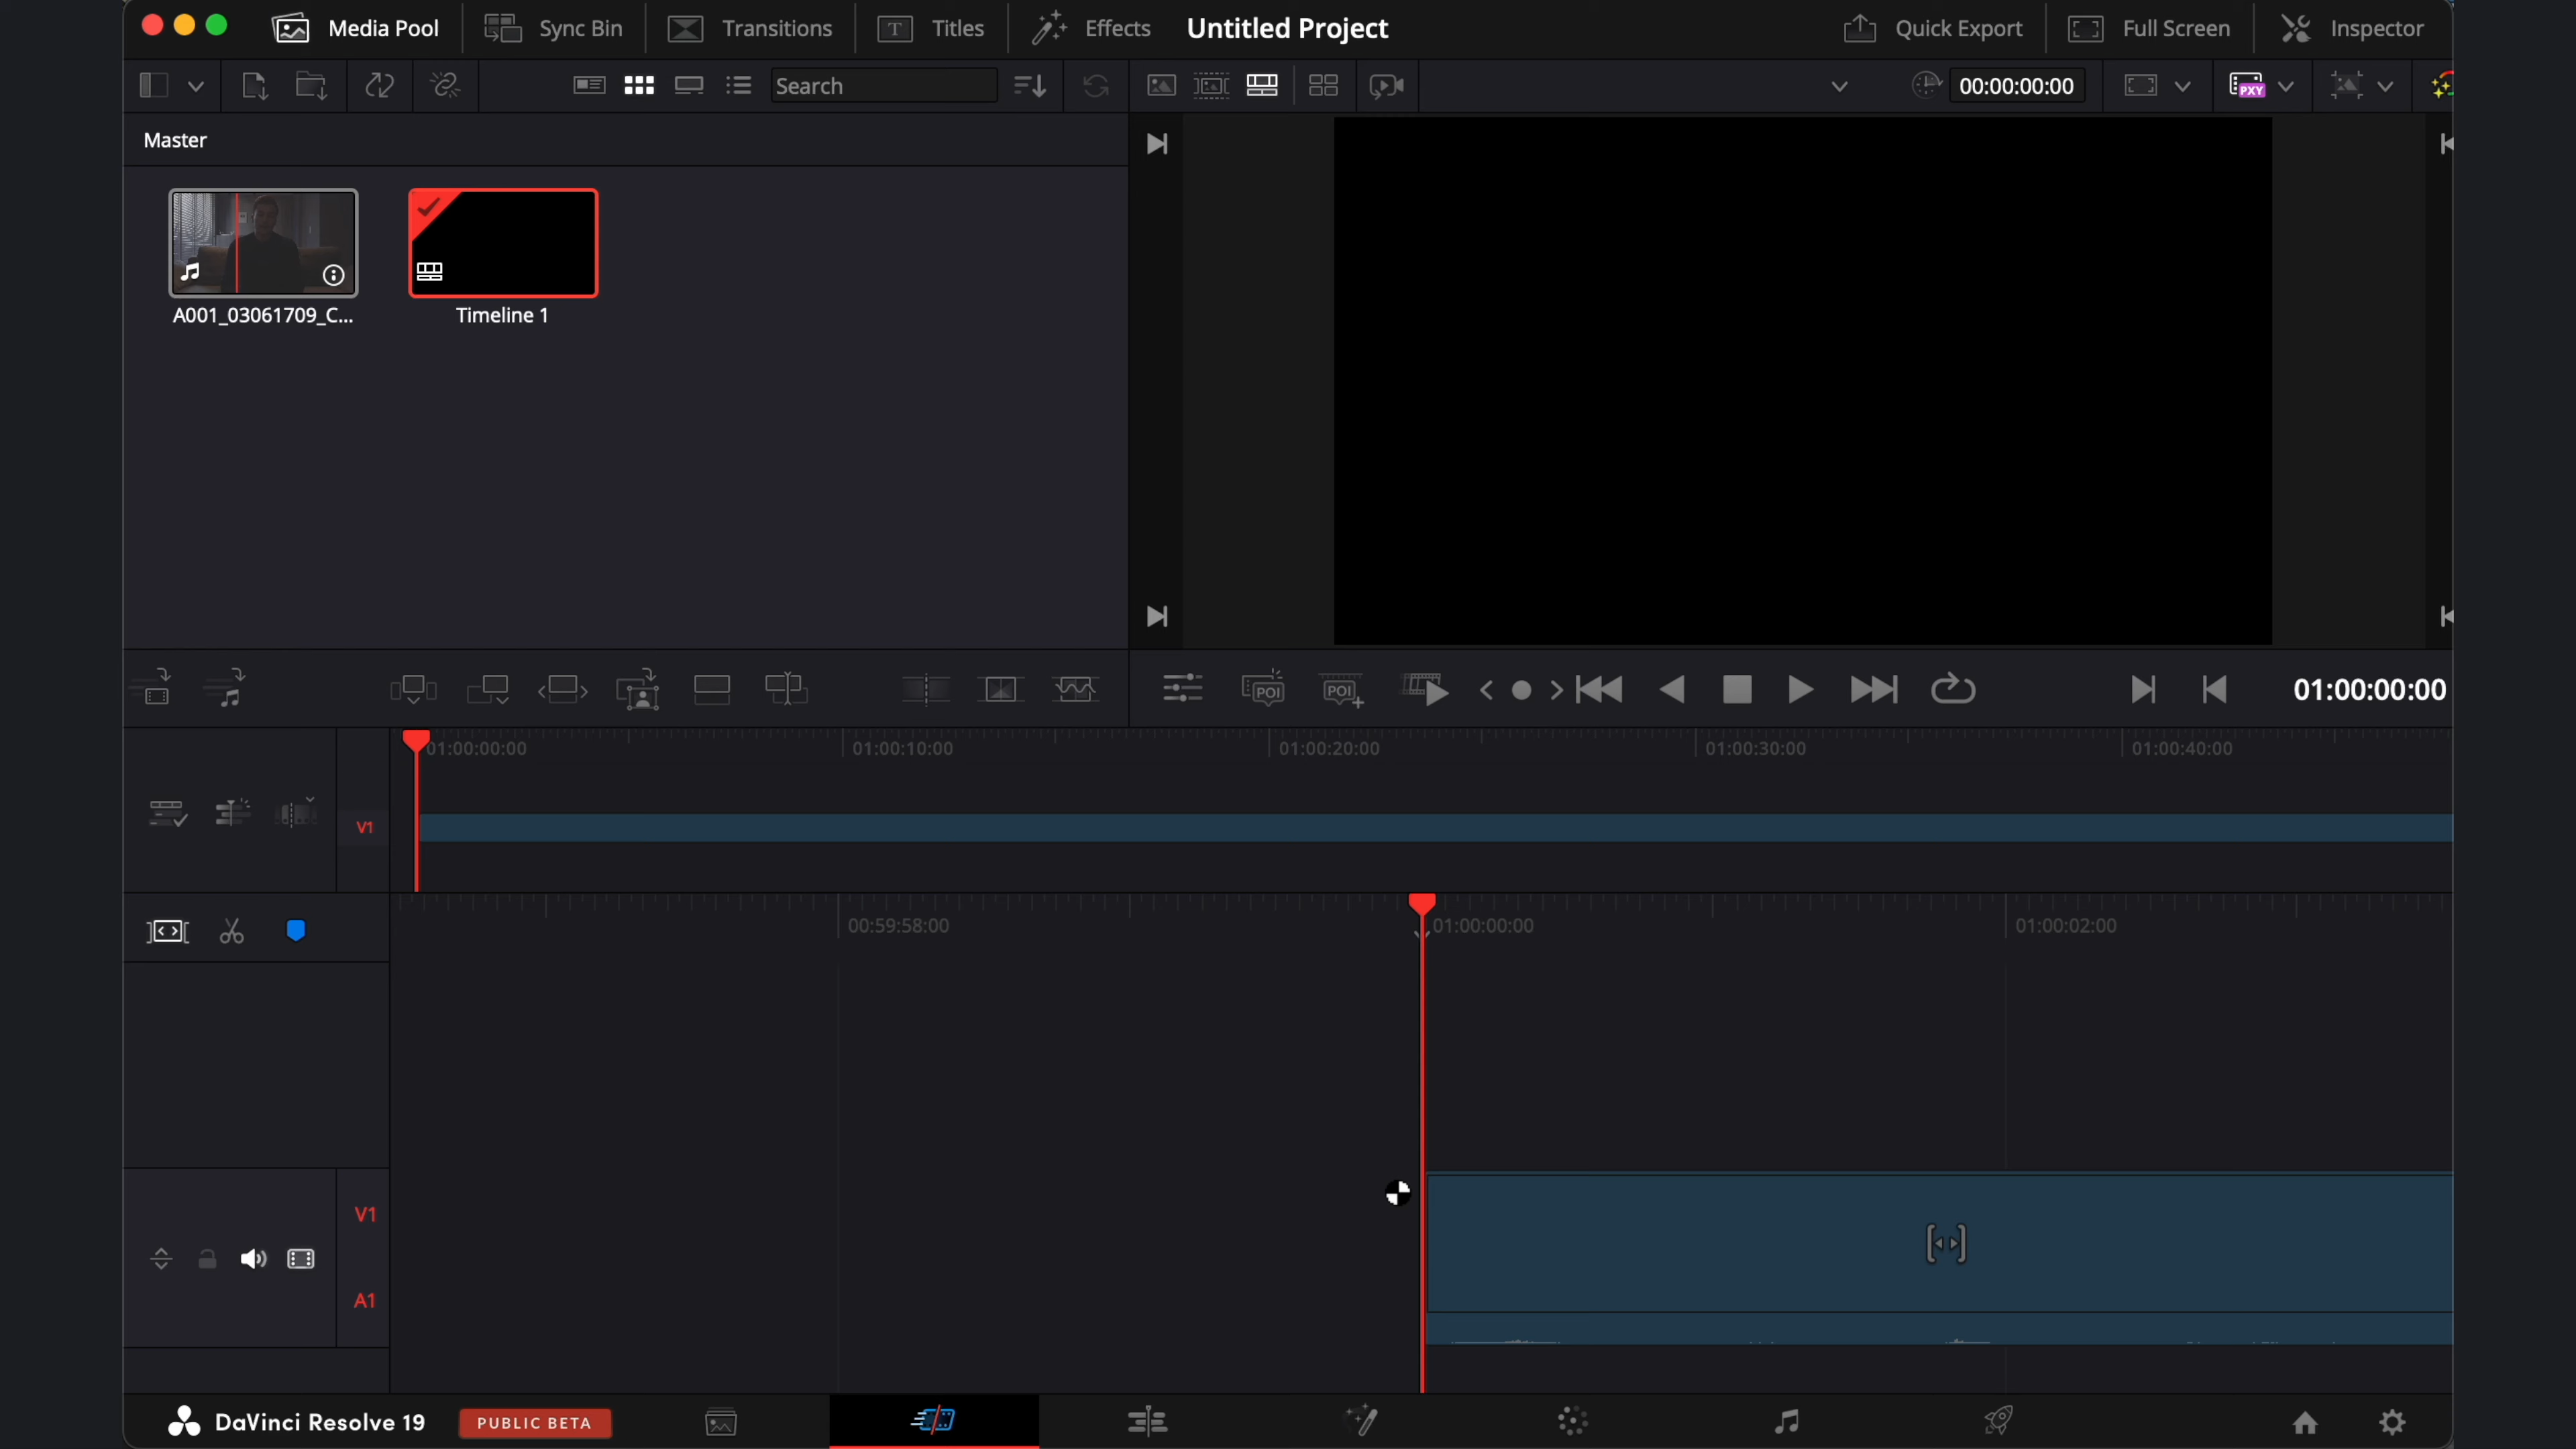 Media Pool
Sync Bin
Transitions
Titles
Effects
Untitled Project
Quick Export
Full Screen
Inspector
Search
00:00:00:00
PXY
Master
A001_03061709_C...
Timeline 1
POI
POI
01:00:00:00
01:00:00:00
01:00:10:00
01:00:20:00
01:00:30:00
01:00:40:00
V1
00:59:58:00
01:00:00:00
01:00:02:00
V1
A1
DaVinci Resolve 19
PUBLIC BETA